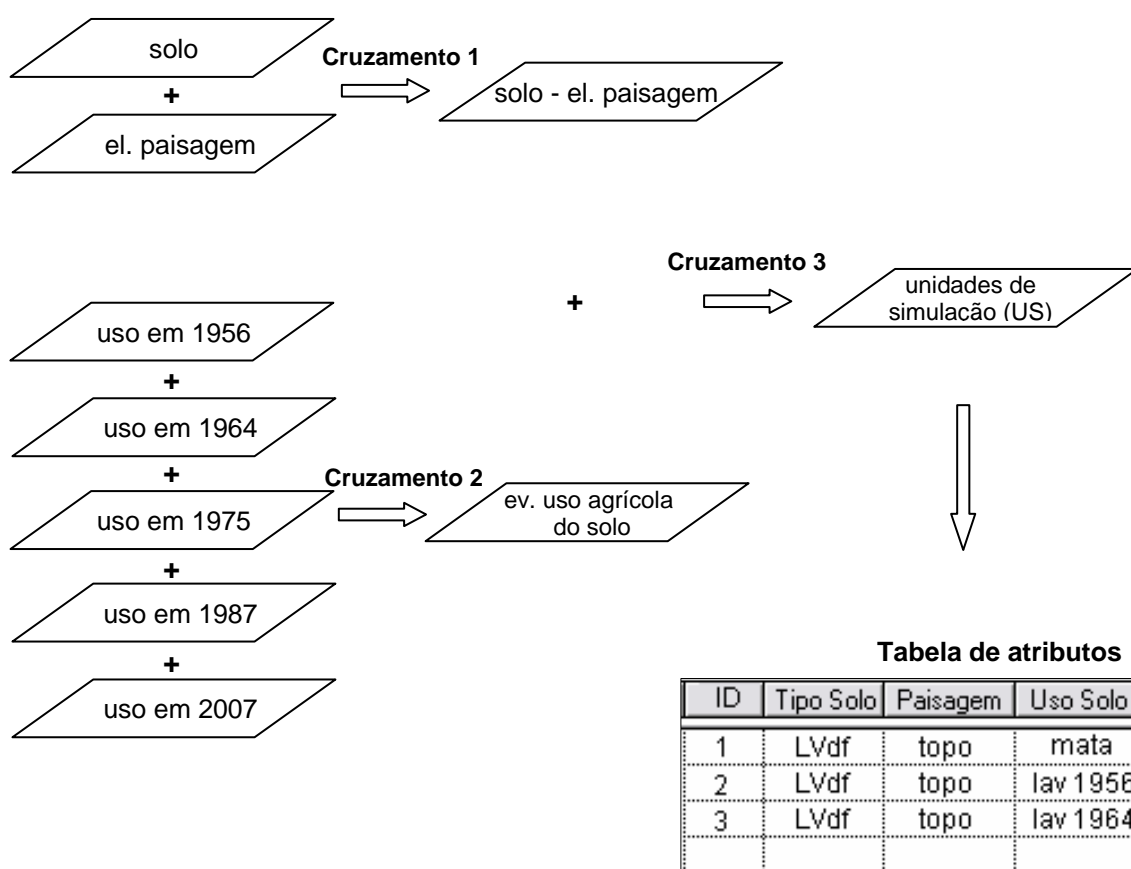 solo
+
el. paisagem
Cruzamento 1
solo - el. paisagem
uso em 1956
+
uso em 1964
+
uso em 1975
+
uso em 1987
+
uso em 2007
Cruzamento 2
ev. uso agrícola
do solo
+
Cruzamento 3
unidades de
simulação (US)
Tabela de atributos
ID Tipo Solo Paisagem Uso Solo
1 LVdf topo mata
2 LVdf topo lav 1956
3 LVdf topo lav 1964